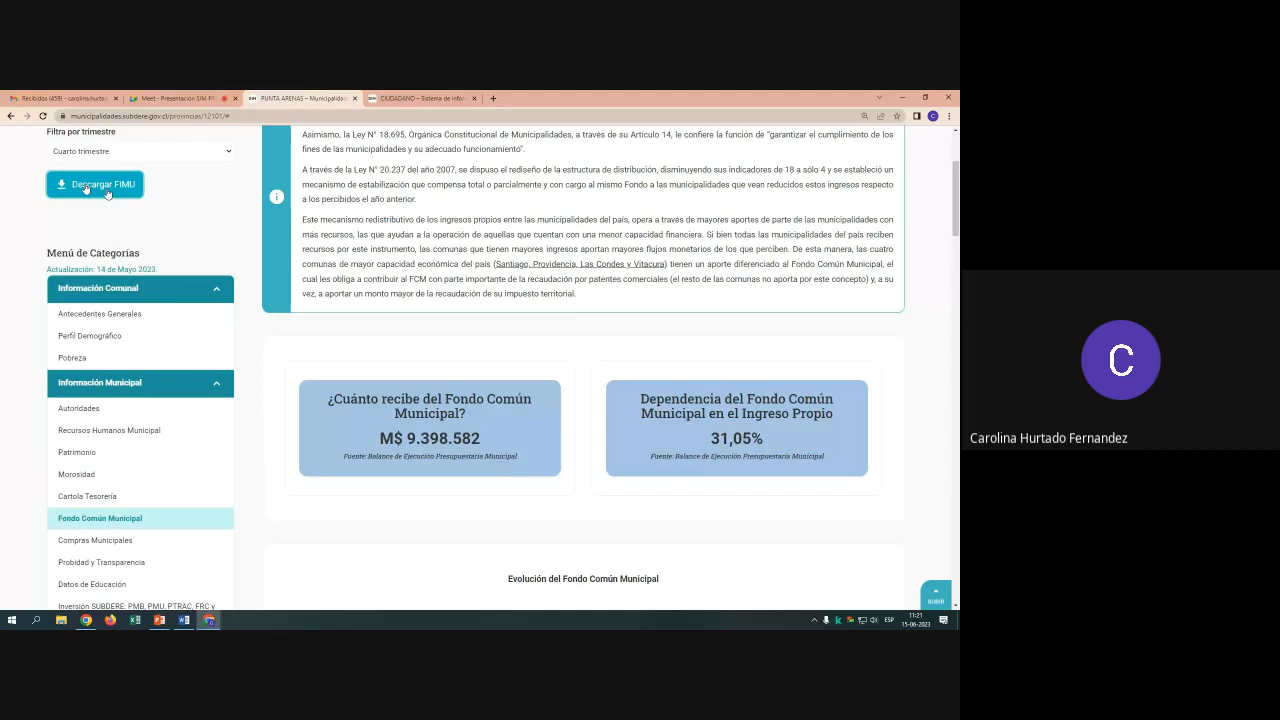 Recibidos (459) - carolina.hurtad
Meet - Presentación SIM-FI
PUNTA ARENAS – Municipalidad
CIUDADANO – Sistema de Infor
municipalidades.subdere.gov.cl/provincias/12101/#
Filtra por trimestre
Cuarto trimestre
Descargar FIMU
Menú de Categorías
Actualización: 14 de Mayo 2023.
Información Comunal
Antecedentes Generales
Perfil Demográfico
Pobreza
Información Municipal
Autoridades
Recursos Humanos Municipal
Patrimonio
Morosidad
Cartola Tesorería
Fondo Común Municipal
Compras Municipales
Probidad y Transparencia
Datos de Educación
Inversión SUBDERE: PMB, PMU, PTRAC, FRC y
Asimismo, la Ley N° 18.695, Orgánica Constitucional de Municipalidades, a través de su Artículo 14, le confiere la función de "garantizar el cumplimiento de los
fines de las municipalidades y su adecuado funcionamiento".
A través de la Ley N° 20.237 del año 2007, se dispuso el rediseño de la estructura de distribución, disminuyendo sus indicadores de 18 a sólo 4 y se estableció un
mecanismo de estabilización que compensa total o parcialmente y con cargo al mismo Fondo a las municipalidades que vean reducidos estos ingresos respecto
a los percibidos el año anterior.
Este mecanismo redistributivo de los ingresos propios entre las municipalidades del país, opera a través de mayores aportes de parte de las municipalidades con
más recursos, las que ayudan a la operación de aquellas que cuentan con una menor capacidad financiera. Si bien todas las municipalidades del país reciben
recursos por este instrumento, las comunas que tienen mayores ingresos aportan mayores flujos monetarios de los que perciben. De esta manera, las cuatro
comunas de mayor capacidad económica del país (Santiago, Providencia, Las Condes y Vitacura) tienen un aporte diferenciado al Fondo Común Municipal, el
cual les obliga a contribuir al FCM con parte importante de la recaudación por patentes comerciales (el resto de las comunas no aporta por este concepto) y, a su
vez, a aportar un monto mayor de la recaudación de su impuesto territorial.
¿Cuánto recibe del Fondo Común
Municipal?
M$ 9.398.582
Fuente: Balance de Ejecución Presupuestaria Municipal
Dependencia del Fondo Común
Municipal en el Ingreso Propio
31,05%
Fuente: Balance de Ejecución Presupuestaria Municipal
Evolución del Fondo Común Municipal
SUBIR
ESP
11:21
15-06-2023
C
Carolina Hurtado Fernandez